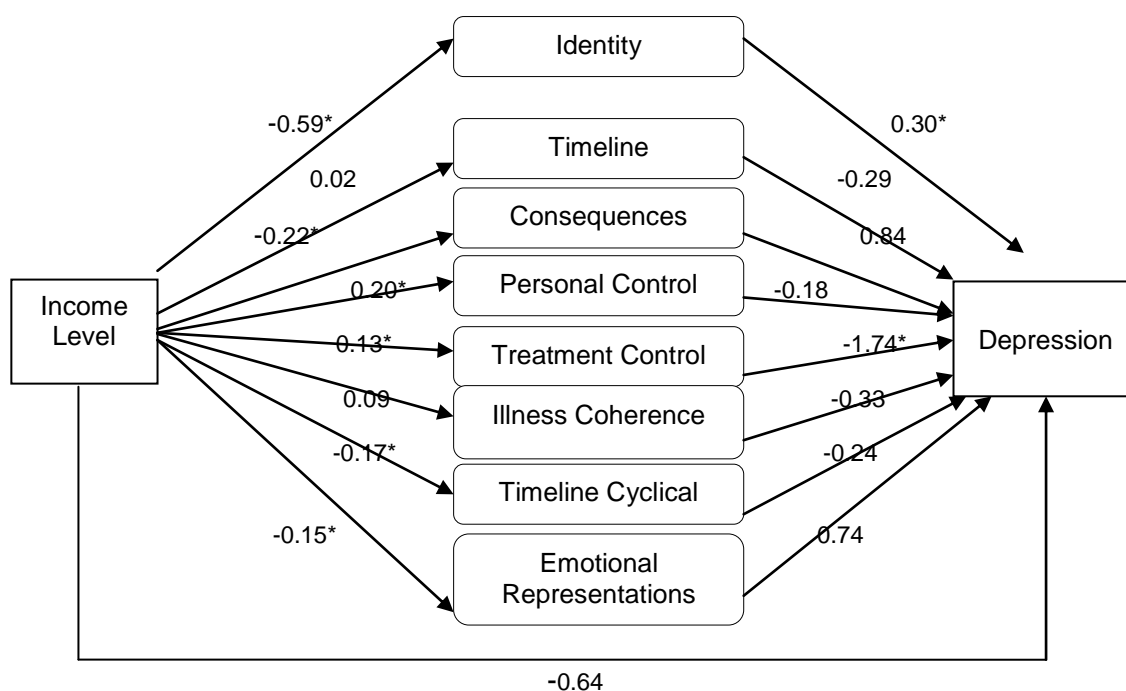 Identity
-0.59*
0.30*
Timeline
0.02
-0.29
Consequences
-0.22*
0.84
Income
Level
Personal Control
0.20*
-0.18
Depression
Treatment Control
0.13*
-1.74*
Illness Coherence
0.09
-0.33
-0.17*
-0.24
Timeline Cyclical
-0.15*
0.74
Emotional
Representations
-0.64